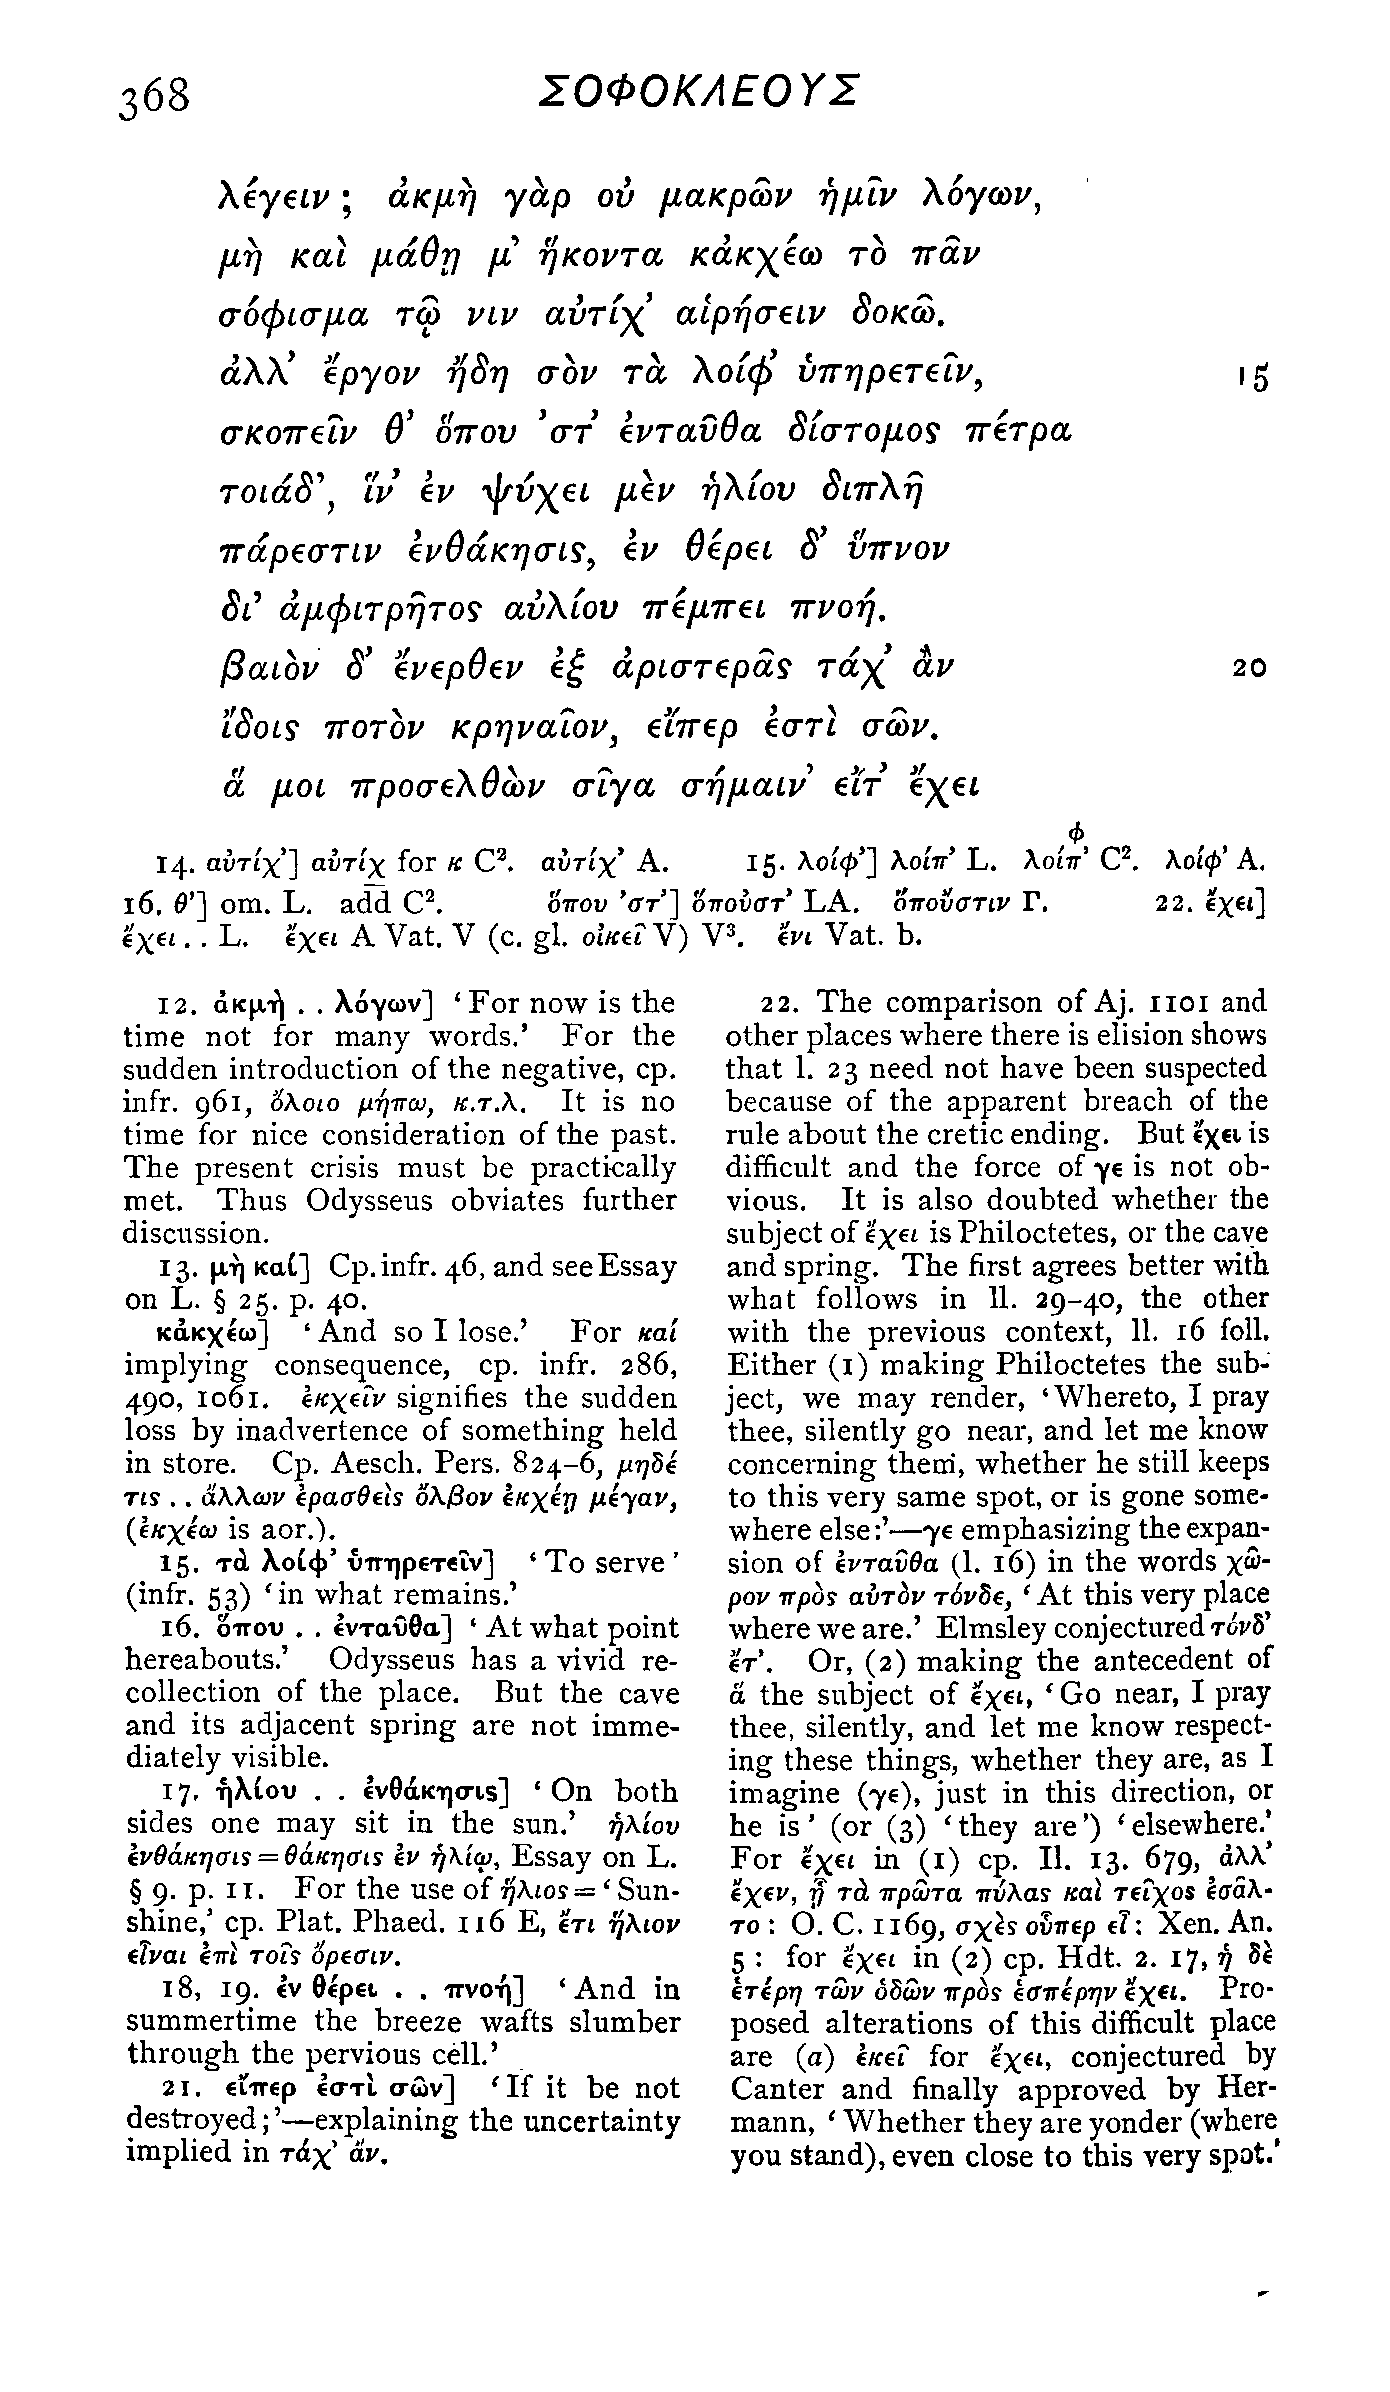 368
ΣΟΦΟΚΛΕΟΥΣ
λέγειν ; ἀκμὴ γὰρ οὐ μακρῶν ἡμῖν λόγων,
μὴ καὶ μάθῃ μ’ ἥκοντα κἀκχέω τὸ πᾶν
σόφισμα τῷ νιν αὐτίχ’ αἱρήσειν δοκῶ.
ἀλλ’ ἔργον ἤδη σὸν τὰ λοίφ’ ὑπηρετεῖν, 15
σκοπεῖν θ’ ὅπου ’στ’ ἐνταῦθα δίστομος πέτρα
τοιάδ’, ἵν’ ἐν ψύχει μὲν ἡλίου διπλῆ
πάρεστιν ἐνθάκησις, ἐν θέρει δ’ ὕπνον
δι’ ἀμφιτρῆτος αὐλίου πέμπει πνοή.
βαιὸν δ’ ἔνερθεν ἐξ ἀριστερᾶς τάχ’ ἂν 20
ἴδοις ποτὸν κρηναῖον, εἴπερ ἐστὶ σῶν.
ἅ μοι προσελθὼν σῖγα σήμαιν’ εἴτ’ ἔχει
14. αὐτίχ’] αὐτίχ for κ C². αὐτίχ’ A. 15. λοίφ’] λοίπ’ L. λοίπ̇’ C². λοίφ’ A.
16. θ’] om. L. add C². ὅπου ’στ’] ὅποὐστ’ LA. ὅπούστιν Γ. 22. ἔχει]
ἔχει . . L. ἔχει A Vat. V (c. gl. οἰκεῖ V) V³. ἔνι Vat. b.
12. ἀκμὴ . . λόγων] ‘For now is the
time not for many words.’ For the
sudden introduction of the negative, cp.
infr. 961, ὄλοιο μήπω, κ.τ.λ. It is no
time for nice consideration of the past.
The present crisis must be practically
met. Thus Odysseus obviates further
discussion.
13. μὴ καί] Cp. infr. 46, and see Essay
on L. § 25. p. 40.
κἀκχέω] ‘And so I lose.’ For καί
implying consequence, cp. infr. 286,
490, 1061. ἐκχεῖν signifies the sudden
loss by inadvertence of something held
in store. Cp. Aesch. Pers. 824–6, μηδέ
τις . . ἄλλων ἐρασθεὶς ὄλβον ἐκχέῃ μέγαν,
(ἐκχέω is aor.).
15. τὰ λοίφ’ ὑπηρετεῖν] ‘To serve’
(infr. 53) ‘in what remains.’
16. ὅπου . . ἐνταῦθα] ‘At what point
hereabouts.’ Odysseus has a vivid re-
collection of the place. But the cave
and its adjacent spring are not imme-
diately visible.
17. ἡλίου . . ἐνθάκησις] ‘On both
sides one may sit in the sun.’ ἡλίου
ἐνθάκησις = θάκησις ἐν ἡλίῳ, Essay on L.
§ 9. p. 11. For the use of ἥλιος = ‘Sun-
shine,’ cp. Plat. Phaed. 116 E, ἔτι ἥλιον
εἶναι ἐπὶ τοῖς ὄρεσιν.
18, 19. ἐν θέρει . . πνοή] ‘And in
summertime the breeze wafts slumber
through the pervious cell.’
21. εἴπερ ἐστὶ σῶν] ‘If it be not
destroyed;’—explaining the uncertainty
implied in τάχ’ ἄν.
22. The comparison of Aj. 1101 and
other places where there is elision shows
that l. 23 need not have been suspected
because of the apparent breach of the
rule about the cretic ending. But ἔχει is
difficult and the force of γε is not ob-
vious. It is also doubted whether the
subject of ἔχει is Philoctetes, or the cave
and spring. The first agrees better with
what follows in ll. 29–40, the other
with the previous context, ll. 16 foll.
Either (1) making Philoctetes the sub-
ject, we may render, ‘Whereto, I pray
thee, silently go near, and let me know
concerning them, whether he still keeps
to this very same spot, or is gone some-
where else:’—γε emphasizing the expan-
sion of ἐνταῦθα (l. 16) in the words χῶ-
ρον πρὸς αὐτὸν τόνδε, ‘At this very place
where we are.’ Elmsley conjectured τόνδ’
ἔτ’. Or, (2) making the antecedent of
ἅ the subject of ἔχει, ‘Go near, I pray
thee, silently, and let me know respect-
ing these things, whether they are, as I
imagine (γε), just in this direction, or
he is’ (or (3) ‘they are’) ‘elsewhere.’
For ἔχει in (1) cp. Il. 13. 679, ἀλλ’
ἔχεν, ᾗ τὰ πρῶτα πύλας καὶ τεῖχος ἐσᾶλ-
το : O. C. 1169, σχὲς οὗπερ εἶ : Xen. An.
5 : for ἔχει in (2) cp. Hdt. 2. 17, ἡ δὲ
ἑτέρη τῶν ὁδῶν πρὸς ἑσπέρην ἔχει. Pro-
posed alterations of this difficult place
are (a) ἐκεῖ for ἔχει, conjectured by
Canter and finally approved by Her-
mann, ‘Whether they are yonder (where
you stand), even close to this very spot.’